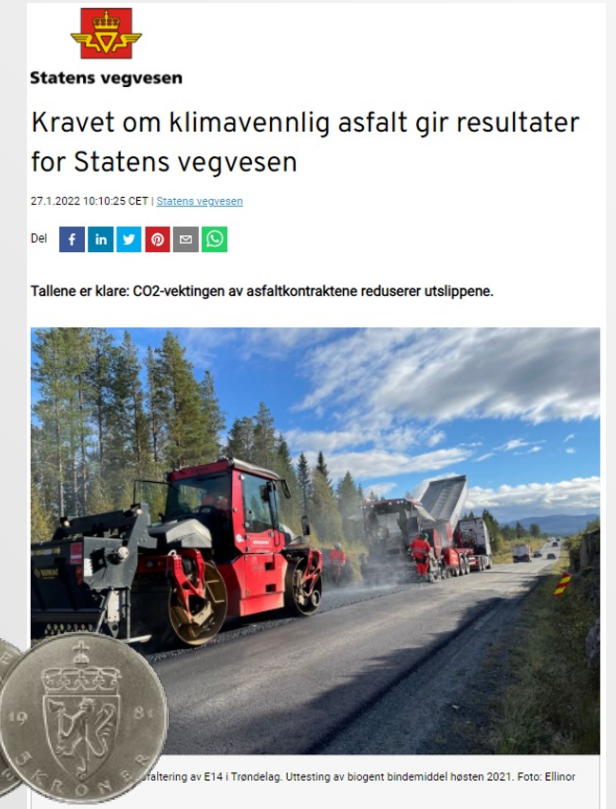 Statens vegvesen
Kravet om klimavennlig asfalt gir resultater
for Statens vegvesen
27.1.2022 10:10:25 CET | Statens vegvesen
Del
Tallene er klare: CO2-vektingen av asfaltkontraktene reduserer utslippene.
19 81
5 KRONER
sfaltering av E14 i Trøndelag. Uttesting av biogent bindemiddel høsten 2021. Foto: Ellinor